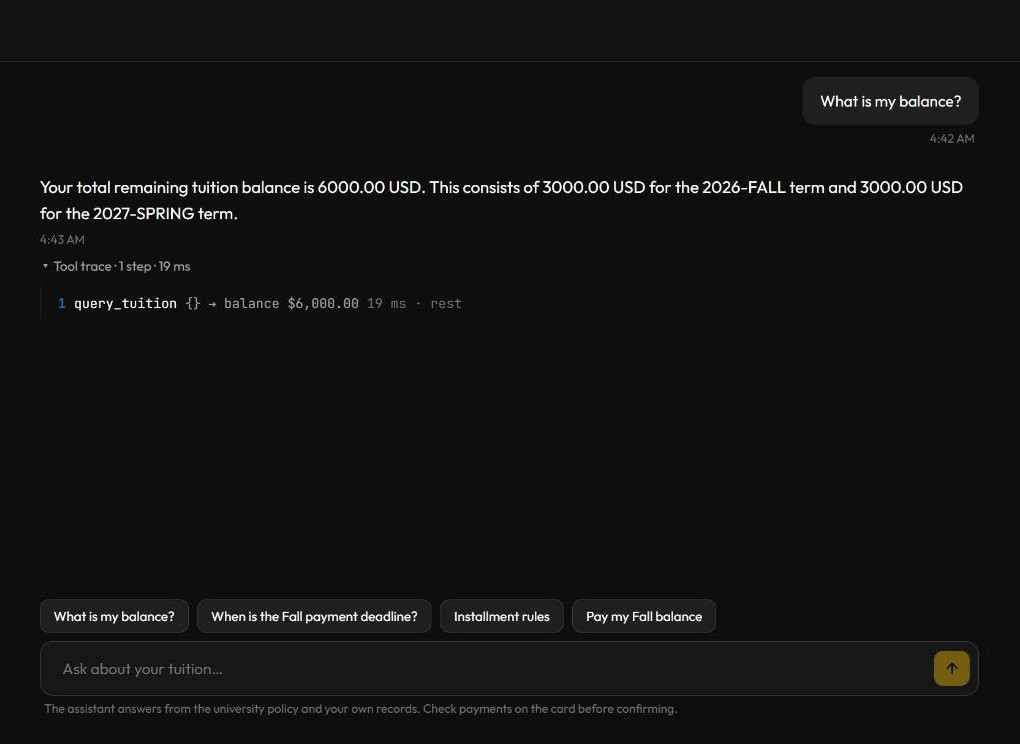 What is my balance?
4:42 AM
Your total remaining tuition balance is 6000.00 USD. This consists of 3000.00 USD for the 2026-FALL term and 3000.00 USD
for the 2027-SPRING term.
4:43 AM
▾ Tool trace · 1 step · 19 ms
1 query_tuition {} → balance $6,000.00 19 ms · rest
What is my balance? When is the Fall payment deadline? Installment rules Pay my Fall balance
Ask about your tuition…
The assistant answers from the university policy and your own records. Check payments on the card before confirming.